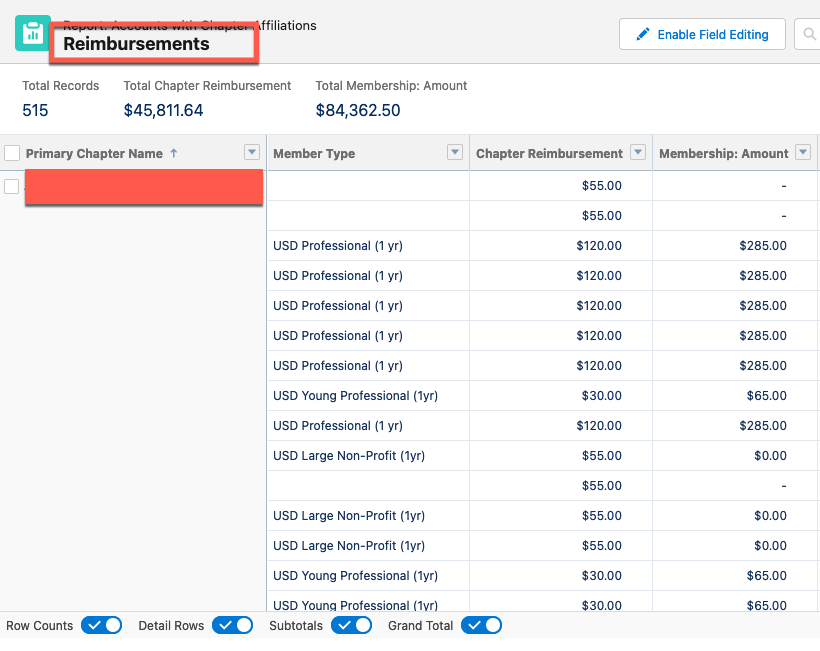 Report: Accounts with Chapter Affiliations
Reimbursements
Enable Field Editing
Total Records Total Chapter Reimbursement Total Membership: Amount
515 $45,811.64 $84,362.50
Primary Chapter Name ↑ Member Type Chapter Reimbursement Membership: Amount
$55.00 -
$55.00 -
USD Professional (1 yr) $120.00 $285.00
USD Professional (1 yr) $120.00 $285.00
USD Professional (1 yr) $120.00 $285.00
USD Professional (1 yr) $120.00 $285.00
USD Professional (1 yr) $120.00 $285.00
USD Young Professional (1yr) $30.00 $65.00
USD Professional (1 yr) $120.00 $285.00
USD Large Non-Profit (1yr) $55.00 $0.00
$55.00 -
USD Large Non-Profit (1yr) $55.00 $0.00
USD Large Non-Profit (1yr) $55.00 $0.00
USD Young Professional (1yr) $30.00 $65.00
USD Young Professional (1yr) $30.00 $65.00
Row Counts Detail Rows Subtotals Grand Total